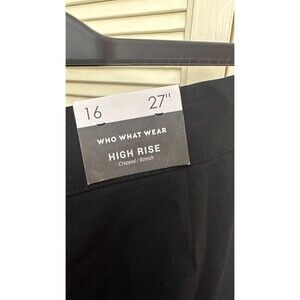 16 27"
WHO WHAT WEAR
HIGH RISE
Cropped / Stretch